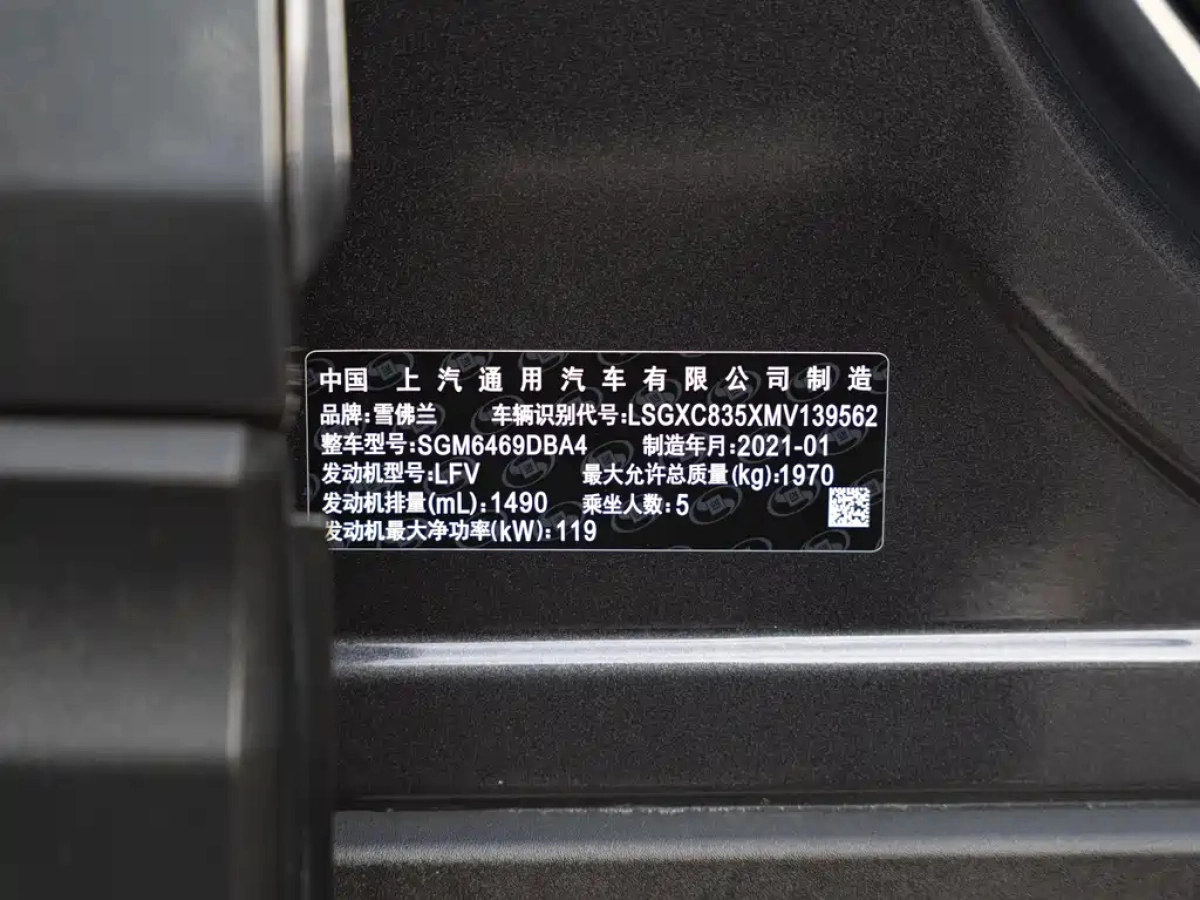 中国 上汽通用汽车有限公司制造
品牌:雪佛兰 车辆识别代号:LSGXC835XMV139562
整车型号:SGM6469DBA4 制造年月:2021-01
发动机型号:LFV 最大允许总质量(kg):1970
发动机排量(mL):1490 乘坐人数:5
发动机最大净功率(kW):119